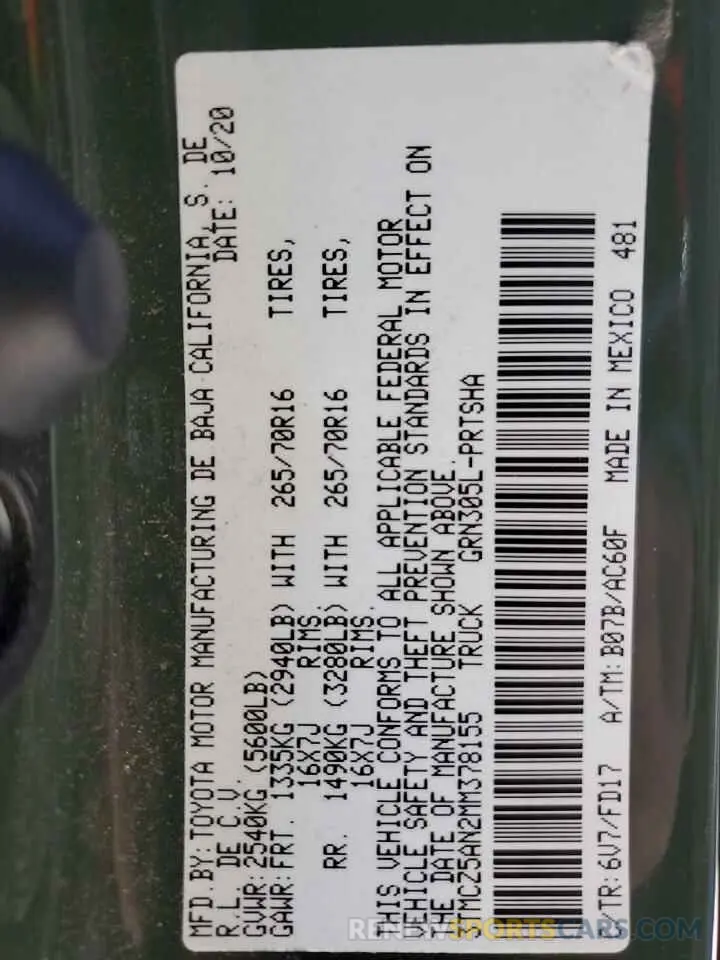 MFD.BY:TOYOTA MOTOR MANUFACTURING DE BAJA CALIFORNIA, S. DE
R.L. DE C.V. DATE: 10/20
GVWR:2540KG (5600LB)
GAWR:FRT. 1335KG (2940LB) WITH 265/70R16 TIRES,
16X7J RIMS.
RR. 1490KG (3280LB) WITH 265/70R16 TIRES,
16X7J RIMS.
THIS VEHICLE CONFORMS TO ALL APPLICABLE FEDERAL MOTOR
VEHICLE SAFETY AND THEFT PREVENTION STANDARDS IN EFFECT ON
THE DATE OF MANUFACTURE SHOWN ABOVE.
3TMCZ5AN2MM378155 TRUCK GRN305L-PRTSHA
C/TR:6V7/FD17 A/TM:B07B/AC60F MADE IN MEXICO 481
RENEWSPORTSCARS.COM